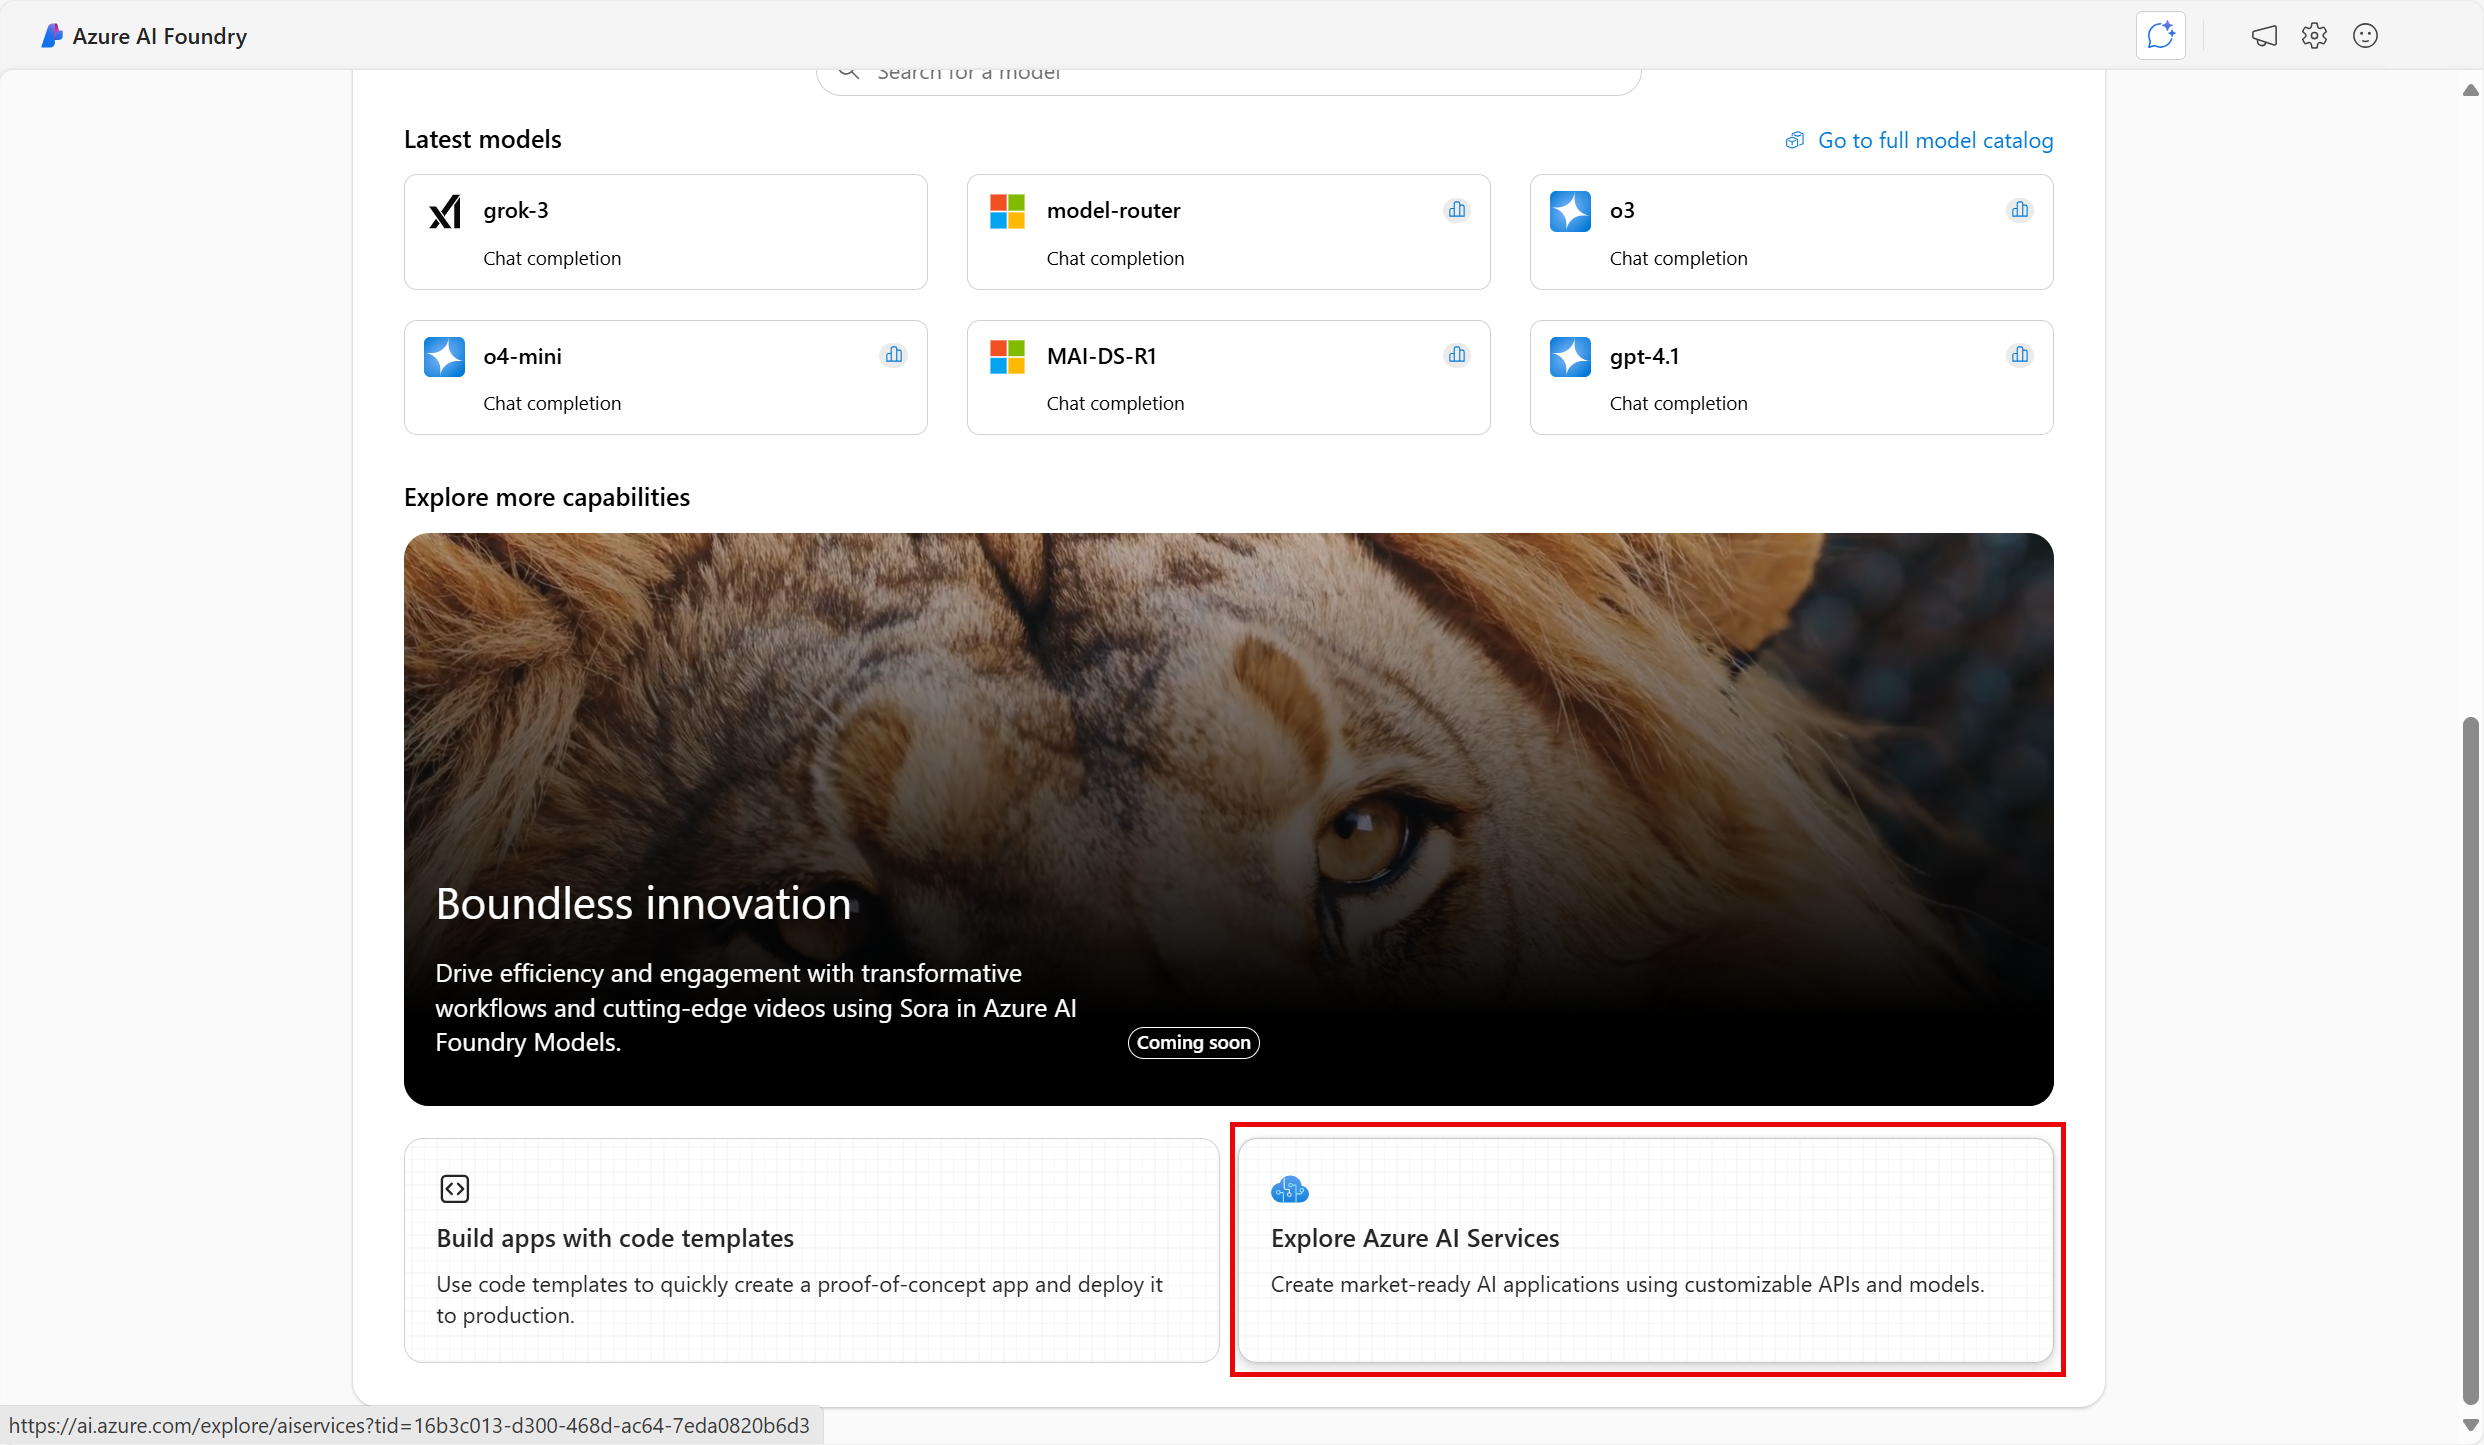 Azure AI Foundry
Search for a model
Latest models
Go to full model catalog
grok-3
Chat completion
model-router
Chat completion
o3
Chat completion
o4-mini
Chat completion
MAI-DS-R1
Chat completion
gpt-4.1
Chat completion
Explore more capabilities
Boundless innovation
Drive efficiency and engagement with transformative
workflows and cutting-edge videos using Sora in Azure AI
Foundry Models.
Coming soon
Build apps with code templates
Use code templates to quickly create a proof-of-concept app and deploy it
to production.
Explore Azure AI Services
Create market-ready AI applications using customizable APIs and models.
https://ai.azure.com/explore/aiservices?tid=16b3c013-d300-468d-ac64-7eda0820b6d3